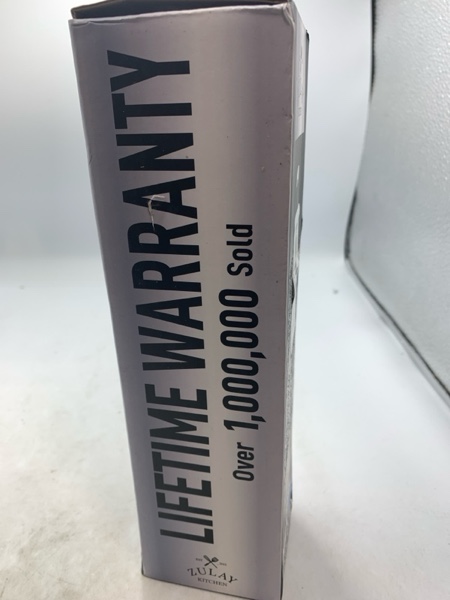 LIFETIME WARRANTY
Over 1,000,000 Sold
ZULAY
KITCHEN